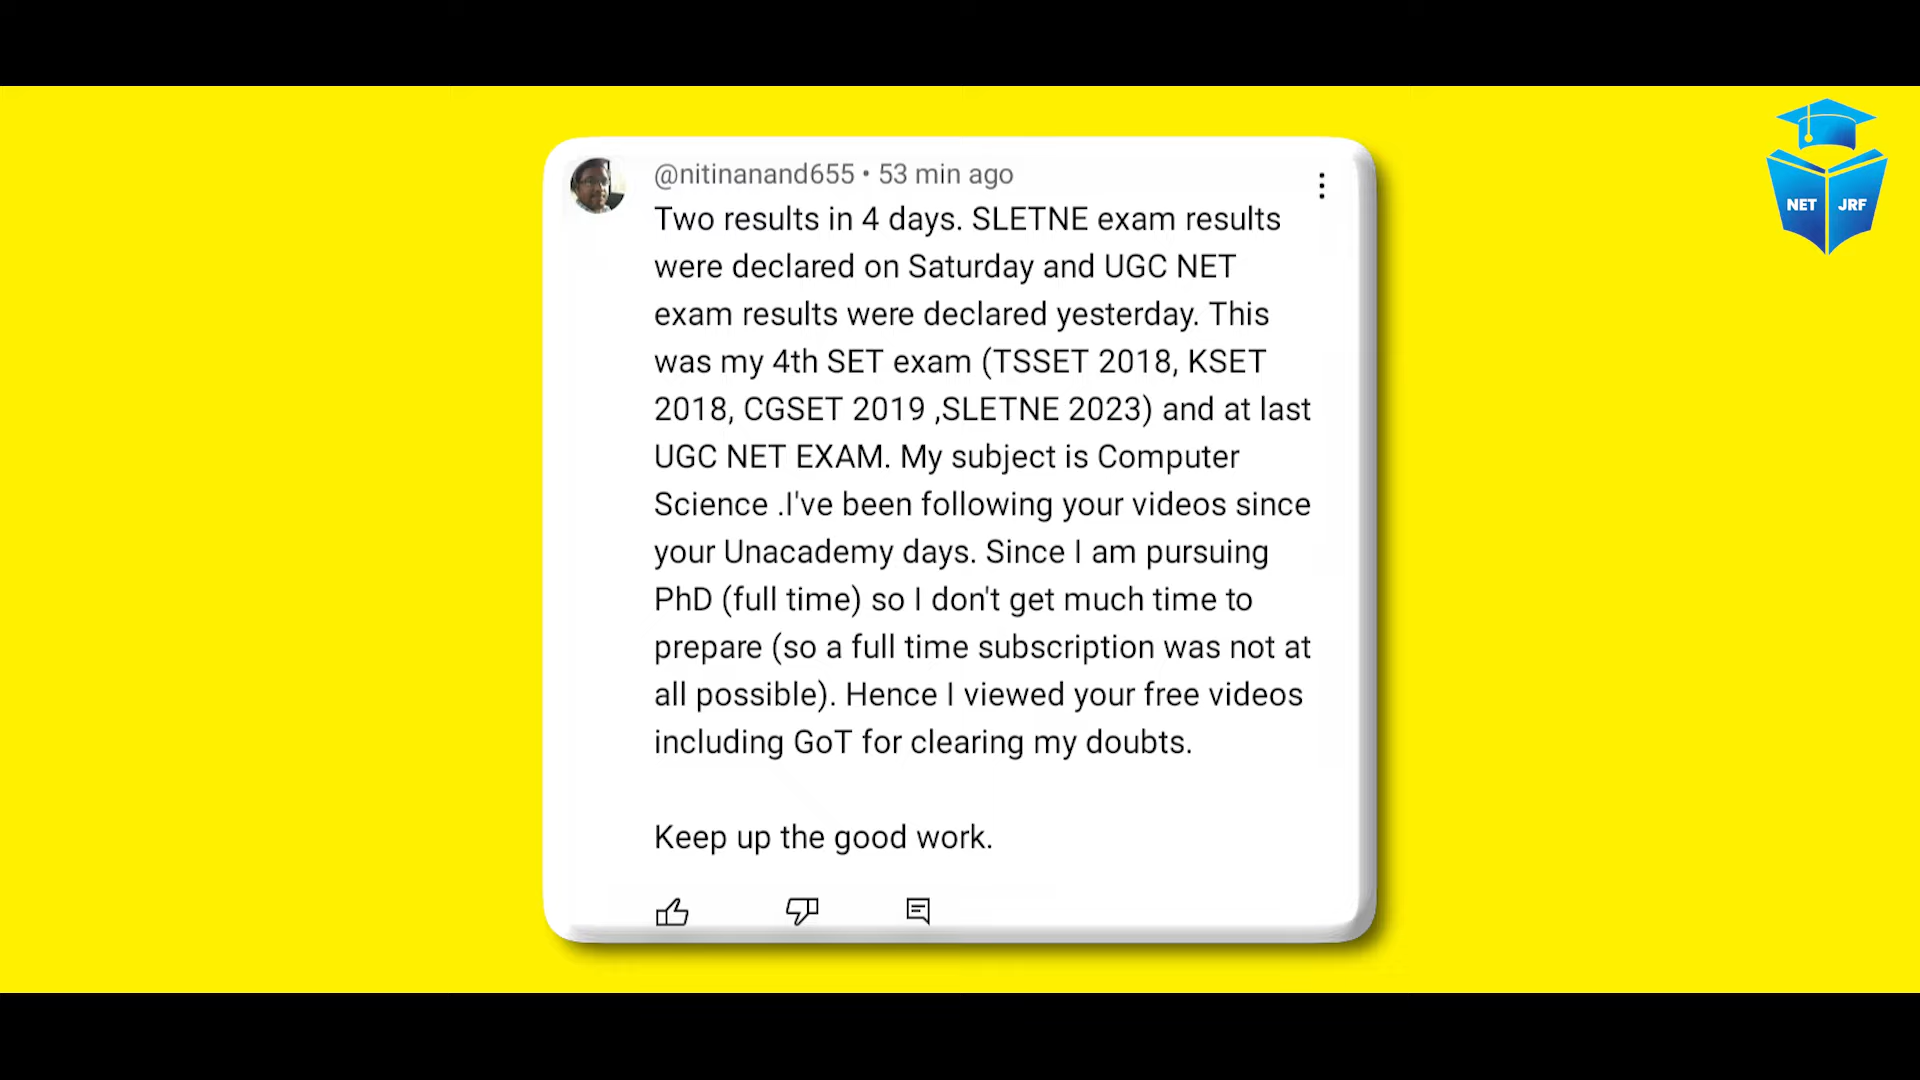 @nitinanand655 • 53 min ago
Two results in 4 days. SLETNE exam results
were declared on Saturday and UGC NET
exam results were declared yesterday. This
was my 4th SET exam (TSSET 2018, KSET
2018, CGSET 2019 ,SLETNE 2023) and at last
UGC NET EXAM. My subject is Computer
Science .I've been following your videos since
your Unacademy days. Since I am pursuing
PhD (full time) so I don't get much time to
prepare (so a full time subscription was not at
all possible). Hence I viewed your free videos
including GoT for clearing my doubts.
Keep up the good work.
NET JRF